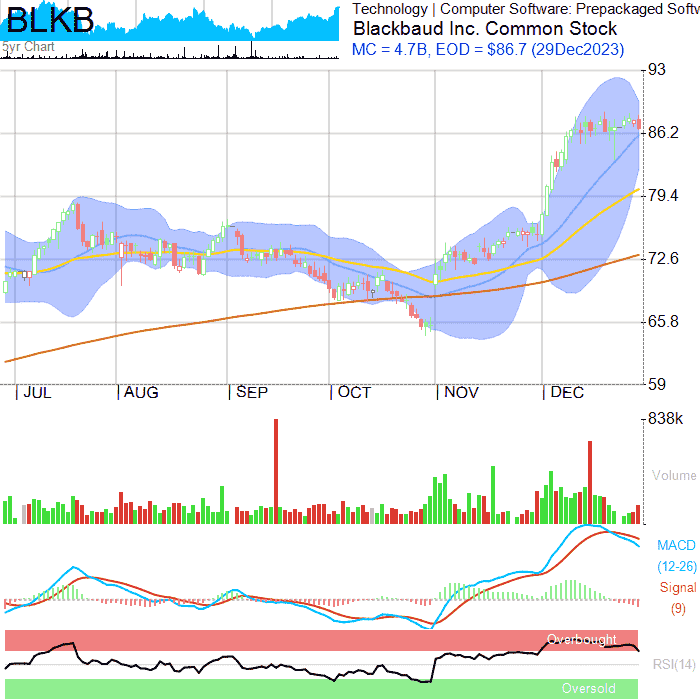 BLKB
5yr Chart
Technology | Computer Software: Prepackaged Softw
Blackbaud Inc. Common Stock
MC = 4.7B, EOD = $86.7 (29Dec2023)
93
86.2
79.4
72.6
65.8
59
JUL
AUG
SEP
OCT
NOV
DEC
838k
Volume
MACD
(12-26)
Signal
(9)
Overbought
RSI(14)
Oversold